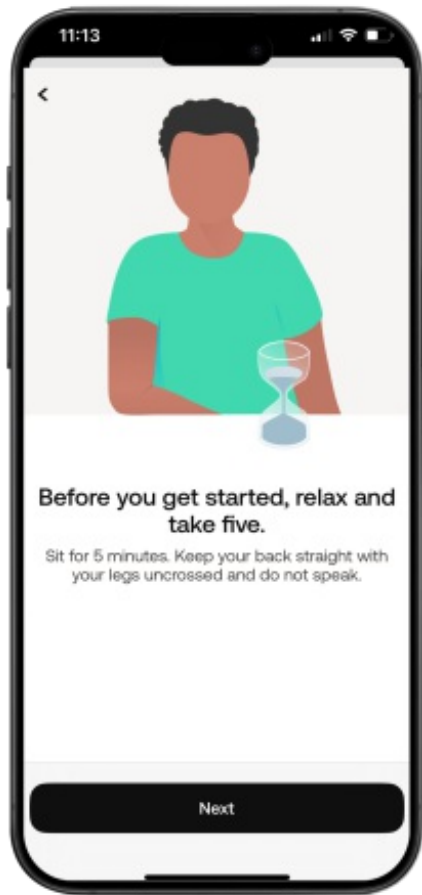 11:13
Before you get started, relax and
take five.
Sit for 5 minutes. Keep your back straight with
your legs uncrossed and do not speak.
Next